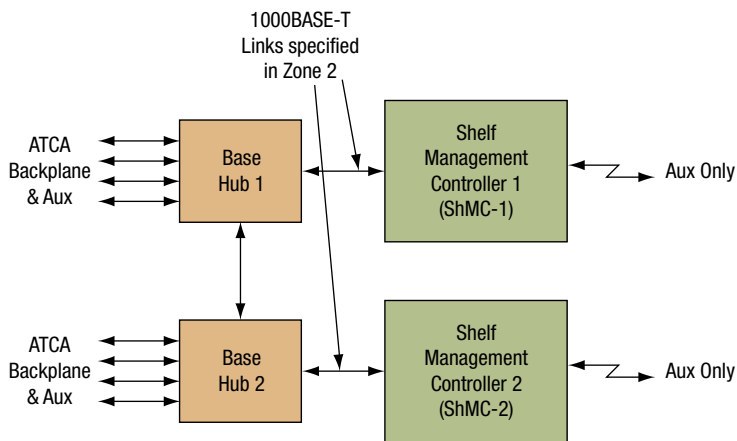 1000BASE-T
Links specified
in Zone 2
ATCA
Backplane
& Aux
Base
Hub 1
Shelf
Management
Controller 1
(ShMC-1)
Aux Only
ATCA
Backplane
& Aux
Base
Hub 2
Shelf
Management
Controller 2
(ShMC-2)
Aux Only